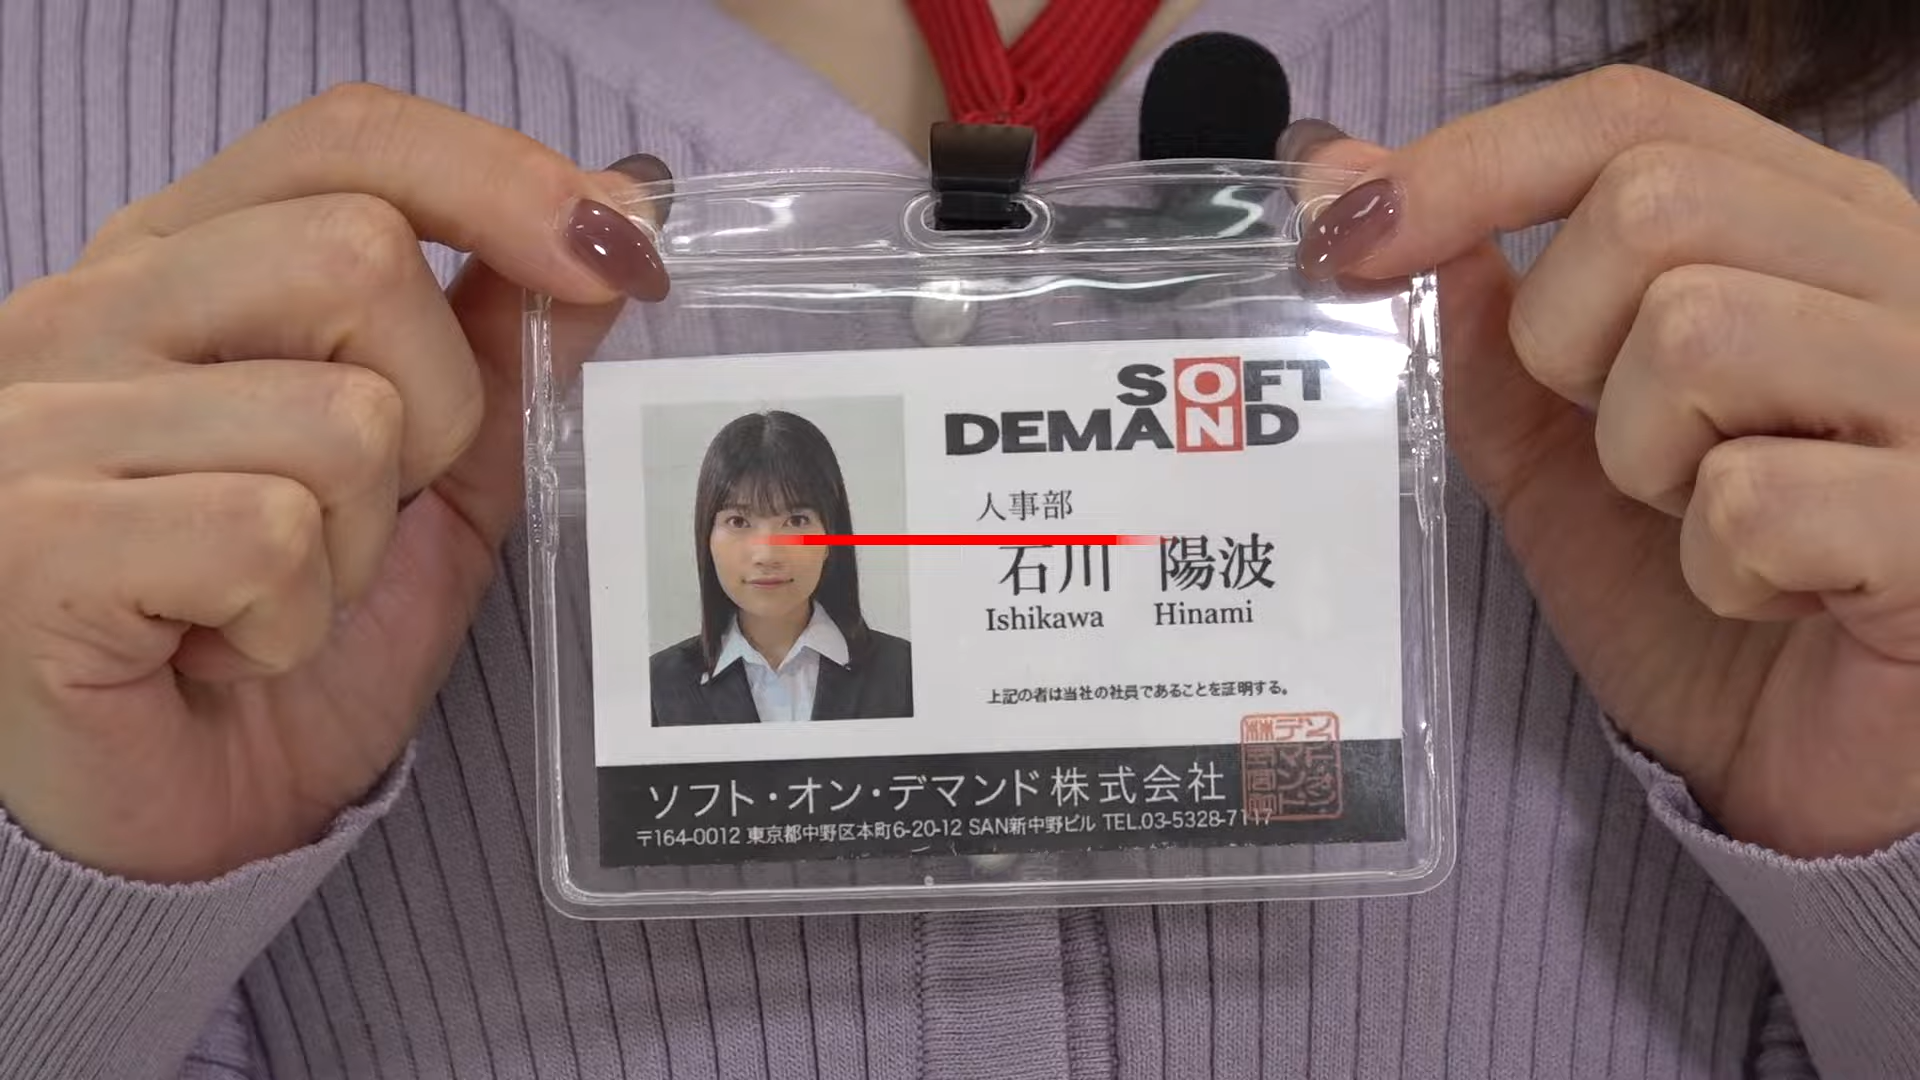 SOFT
ON
DEMAND
人事部
石川 陽波
Ishikawa Hinami
上記の者は当社の社員であることを証明する。
ソフト・オン・デマンド株式会社
〒164-0012 東京都中野区本町6-20-12 SAN新中野ビル TEL.03-5328-7117